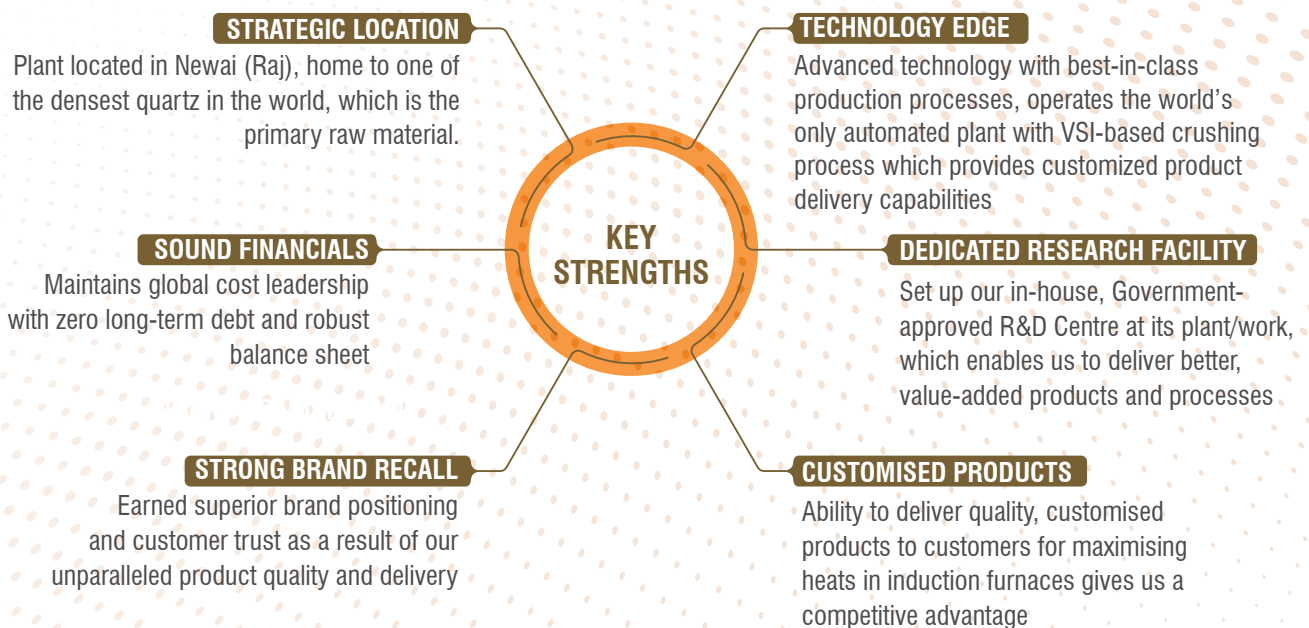 STRATEGIC LOCATION
Plant located in Newai (Raj), home to one of
the densest quartz in the world, which is the
primary raw material.
SOUND FINANCIALS
Maintains global cost leadership
with zero long-term debt and robust
balance sheet
STRONG BRAND RECALL
Earned superior brand positioning
and customer trust as a result of our
unparalleled product quality and delivery
KEY
STRENGTHS
TECHNOLOGY EDGE
Advanced technology with best-in-class
production processes, operates the world’s
only automated plant with VSI-based crushing
process which provides customized product
delivery capabilities
DEDICATED RESEARCH FACILITY
Set up our in-house, Government-
approved R&D Centre at its plant/work,
which enables us to deliver better,
value-added products and processes
CUSTOMISED PRODUCTS
Ability to deliver quality, customised
products to customers for maximising
heats in induction furnaces gives us a
competitive advantage